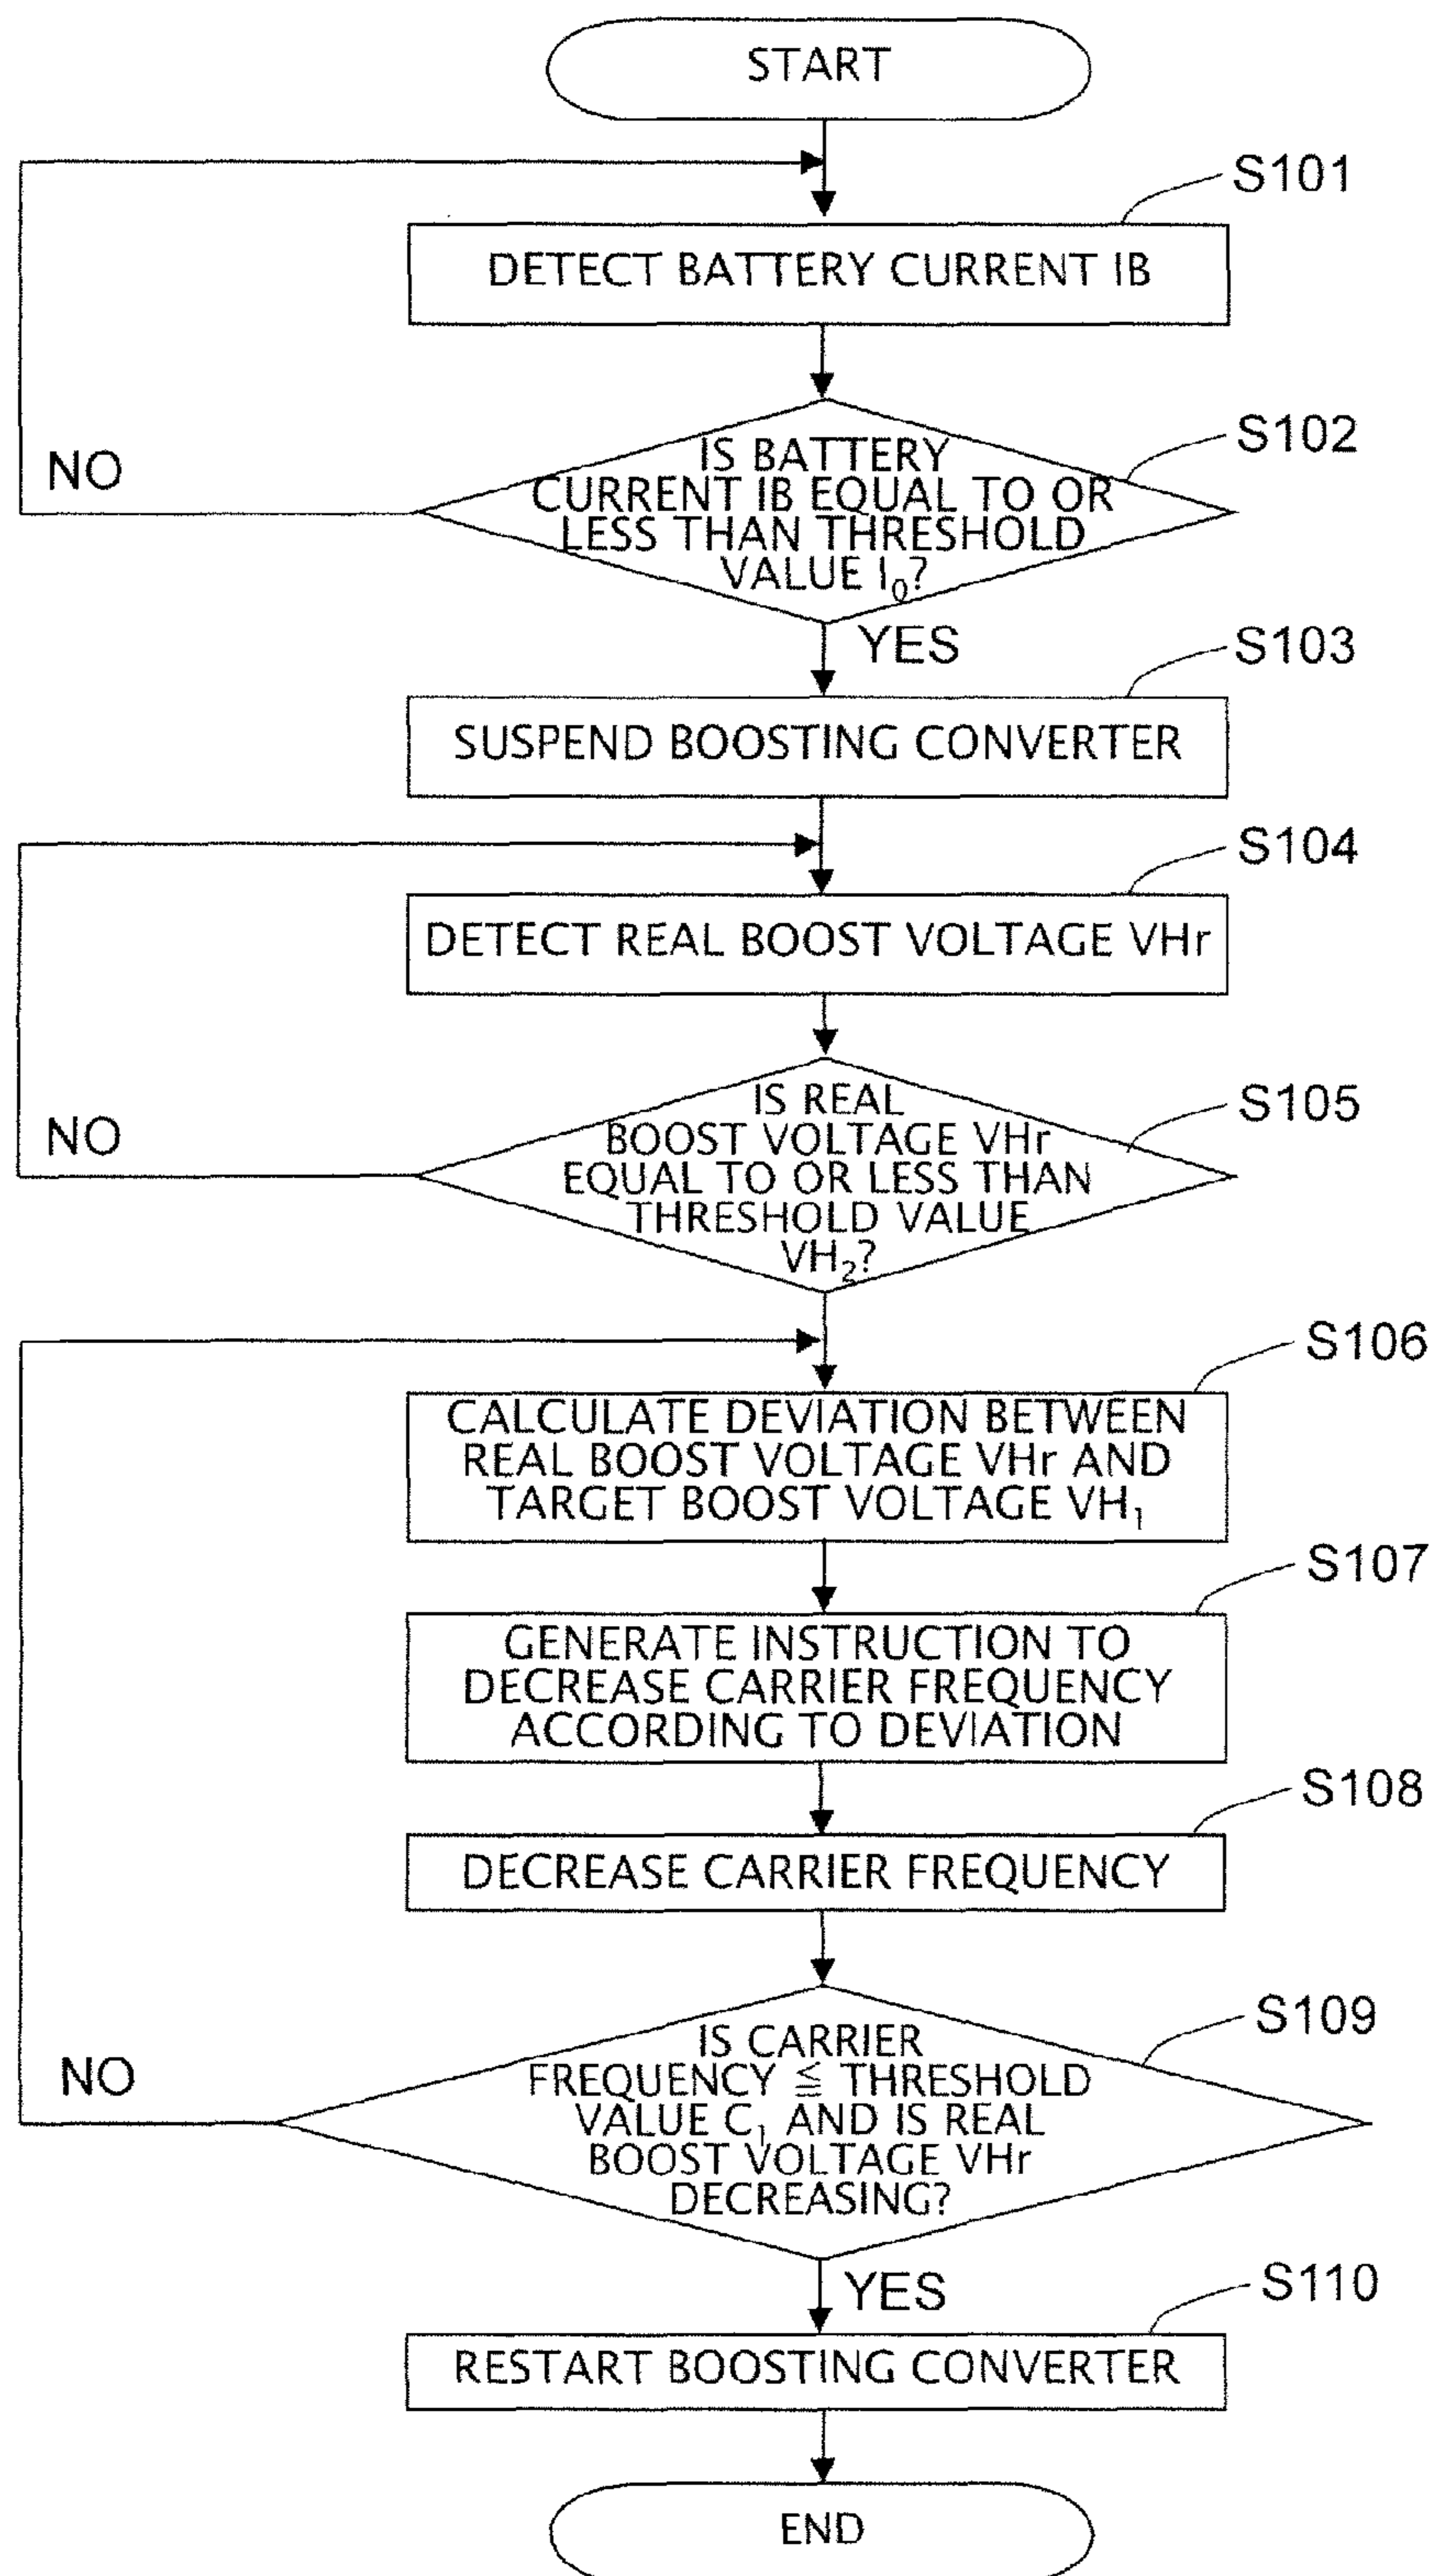 START
S101
DETECT BATTERY CURRENT IB
S102
IS BATTERY
CURRENT IB EQUAL TO OR
LESS THAN THRESHOLD
VALUE I₀?
NO
YES
S103
SUSPEND BOOSTING CONVERTER
S104
DETECT REAL BOOST VOLTAGE VHr
S105
IS REAL
BOOST VOLTAGE VHr
EQUAL TO OR LESS THAN
THRESHOLD VALUE
VH₂?
NO
S106
CALCULATE DEVIATION BETWEEN
REAL BOOST VOLTAGE VHr AND
TARGET BOOST VOLTAGE VH₁
S107
GENERATE INSTRUCTION TO
DECREASE CARRIER FREQUENCY
ACCORDING TO DEVIATION
S108
DECREASE CARRIER FREQUENCY
S109
IS CARRIER
FREQUENCY ≦ THRESHOLD
VALUE C₁ AND IS REAL
BOOST VOLTAGE VHr
DECREASING?
NO
YES
S110
RESTART BOOSTING CONVERTER
END